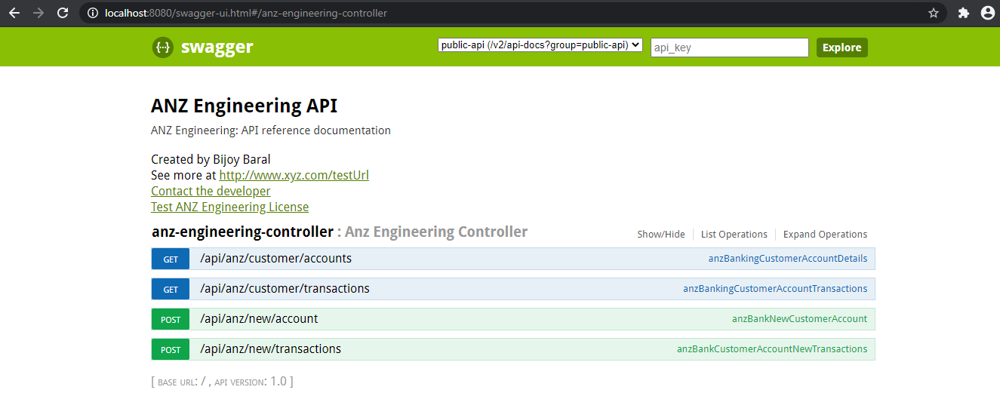 localhost:8080/swagger-ui.html#/anz-engineering-controller
{··} swagger public-api (/v2/api-docs?group=public-api) api_key Explore
ANZ Engineering API
ANZ Engineering: API reference documentation
Created by Bijoy Baral
See more at http://www.xyz.com/testUrl
Contact the developer
Test ANZ Engineering License
anz-engineering-controller : Anz Engineering Controller Show/Hide List Operations Expand Operations
GET /api/anz/customer/accounts anzBankingCustomerAccountDetails
GET /api/anz/customer/transactions anzBankingCustomerAccountTransactions
POST /api/anz/new/account anzBankNewCustomerAccount
POST /api/anz/new/transactions anzBankCustomerAccountNewTransactions
[ BASE URL: / , API VERSION: 1.0 ]